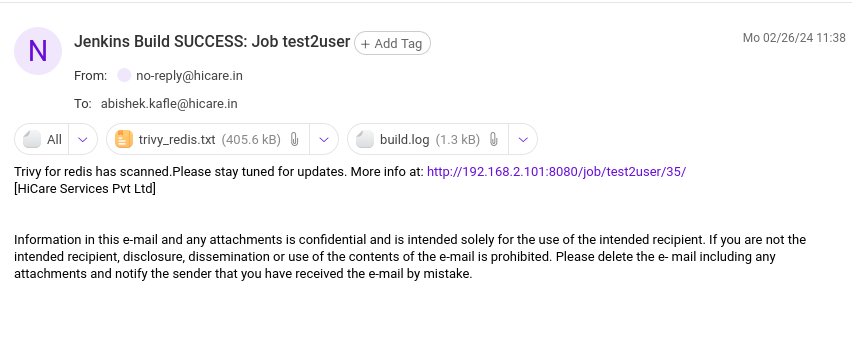 N
Jenkins Build SUCCESS: Job test2user
+ Add Tag
Mo 02/26/24 11:38
From: no-reply@hicare.in
To: abishek.kafle@hicare.in
All
trivy_redis.txt (405.6 kB)
build.log (1.3 kB)
Trivy for redis has scanned.Please stay tuned for updates. More info at: http://192.168.2.101:8080/job/test2user/35/
[HiCare Services Pvt Ltd]
Information in this e-mail and any attachments is confidential and is intended solely for the use of the intended recipient. If you are not the
intended recipient, disclosure, dissemination or use of the contents of the e-mail is prohibited. Please delete the e- mail including any
attachments and notify the sender that you have received the e-mail by mistake.